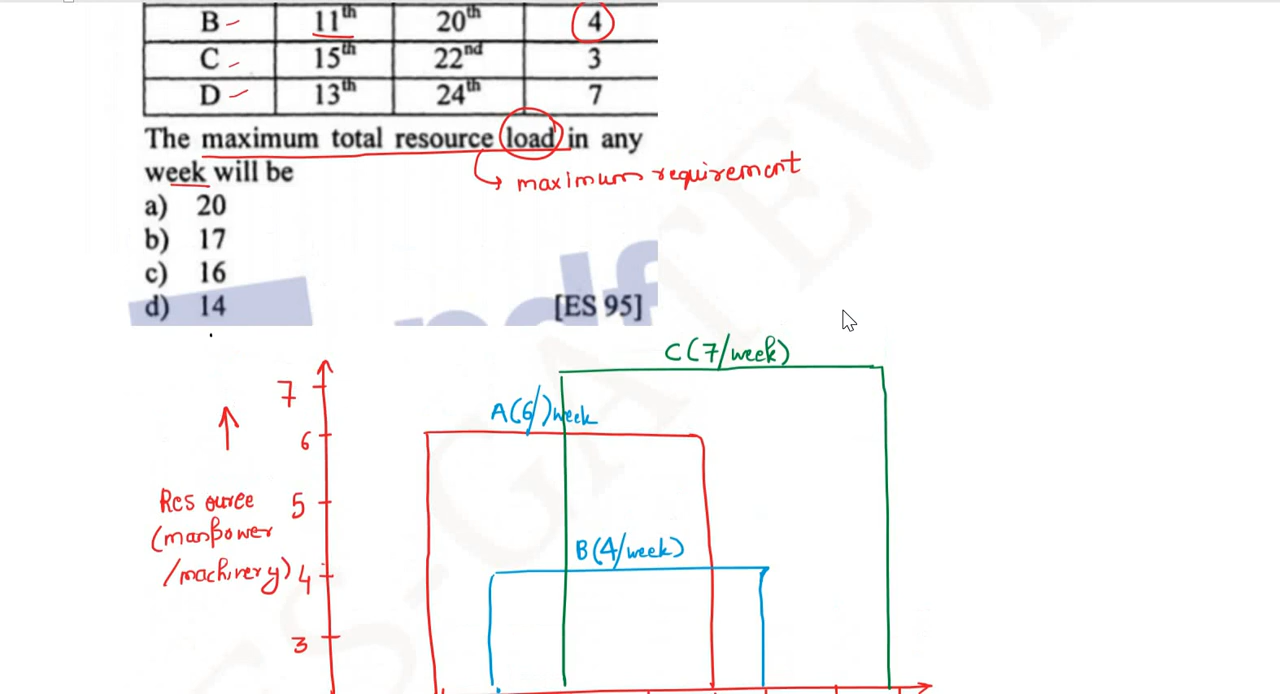 B 11th 20th 4
C 15th 22nd 3
D 13th 24th 7
The maximum total resource load in any
week will be
maximum requirement
a) 20
b) 17
c) 16
d) 14 [ES 95]
C(7/week)
7
A(6/)week
6
Resource 5
(manpower
B(4/week)
/machinery) 4
3